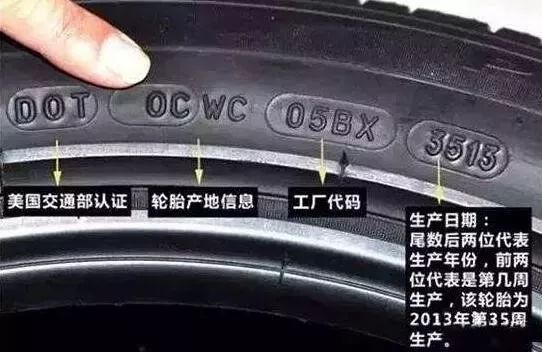 DOT OC WC 05BX 3513
美国交通部认证
轮胎产地信息
工厂代码
生产日期：
尾数后两位代表
生产年份，前两
位代表是第几周
生产，该轮胎为
2013年第35周
生产。